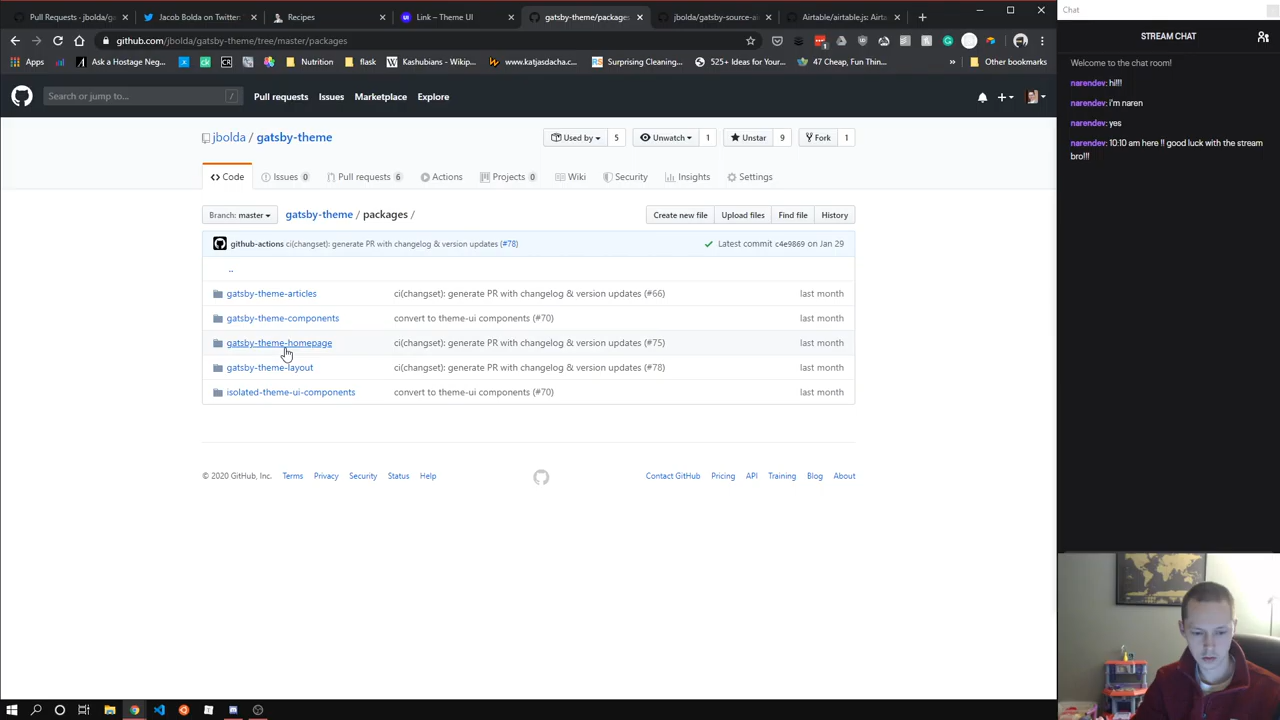 Pull Requests - jbolda/ga
Jacob Bolda on Twitter:
Recipes
Link – Theme UI
gatsby-theme/packages
jbolda/gatsby-source-ai
Airtable/airtable.js: Airta
github.com/jbolda/gatsby-theme/tree/master/packages
Apps
Ask a Hostage Neg...
Nutrition
flask
Kashubians - Wikip...
www.katjasdacha.c...
Surprising Cleaning...
525+ Ideas for Your...
47 Cheap, Fun Thin...
Other bookmarks
Search or jump to...
/
Pull requests
Issues
Marketplace
Explore
jbolda / gatsby-theme
Used by 5
Unwatch 1
Unstar 9
Fork 1
Code
Issues 0
Pull requests 6
Actions
Projects 0
Wiki
Security
Insights
Settings
Branch: master
gatsby-theme / packages /
Create new file
Upload files
Find file
History
github-actions ci(changset): generate PR with changelog & version updates (#78)
Latest commit c4e9869 on Jan 29
..
gatsby-theme-articles ci(changset): generate PR with changelog & version updates (#66) last month
gatsby-theme-components convert to theme-ui components (#70) last month
gatsby-theme-homepage ci(changset): generate PR with changelog & version updates (#75) last month
gatsby-theme-layout ci(changset): generate PR with changelog & version updates (#78) last month
isolated-theme-ui-components convert to theme-ui components (#70) last month
© 2020 GitHub, Inc.
Terms
Privacy
Security
Status
Help
Contact GitHub
Pricing
API
Training
Blog
About
Chat
STREAM CHAT
Welcome to the chat room!
narendev: hi!!!
narendev: i'm naren
narendev: yes
narendev: 10:10 am here !! good luck with the stream
bro!!!